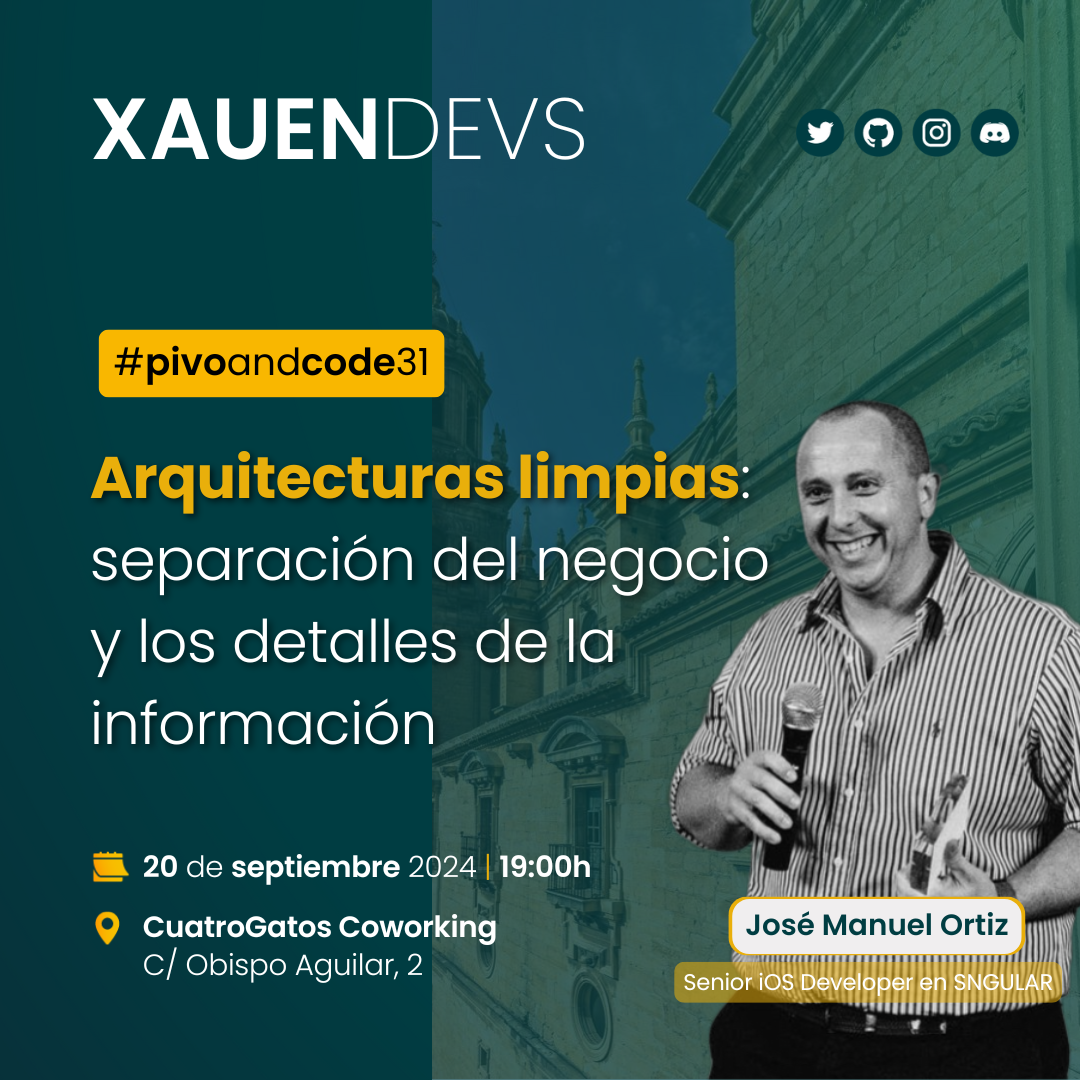 XAUENDEVS
#pivoandcode31
Arquitecturas limpias:
separación del negocio
y los detalles de la
información
20 de septiembre 2024 | 19:00h
CuatroGatos Coworking
C/ Obispo Aguilar, 2
José Manuel Ortiz
Senior iOS Developer en SNGULAR